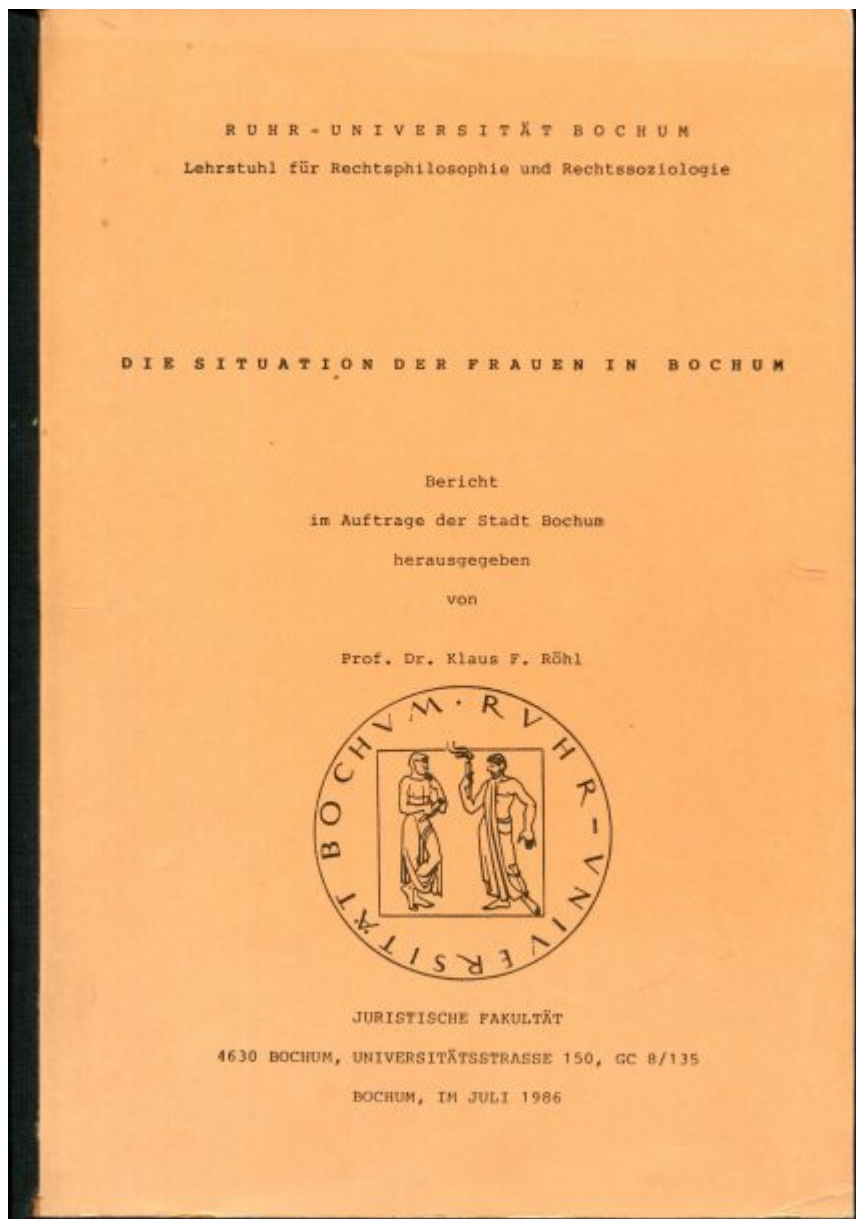 RUHR-UNIVERSITÄT BOCHUM
Lehrstuhl für Rechtsphilosophie und Rechtssoziologie
DIE SITUATION DER FRAUEN IN BOCHUM
Bericht
im Auftrage der Stadt Bochum
herausgegeben
von
Prof. Dr. Klaus F. Röhl
RVHR-VNIVERSITÄT BOCHVM ·
JURISTISCHE FAKULTÄT
4630 BOCHUM, UNIVERSITÄTSSTRASSE 150, GC 8/135
BOCHUM, IM JULI 1986